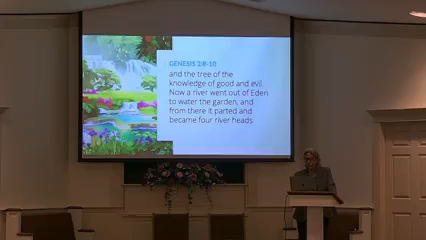 GENESIS 2:8-10
and the tree of the
knowledge of good and evil.
Now a river went out of Eden
to water the garden, and
from there it parted and
became four river heads